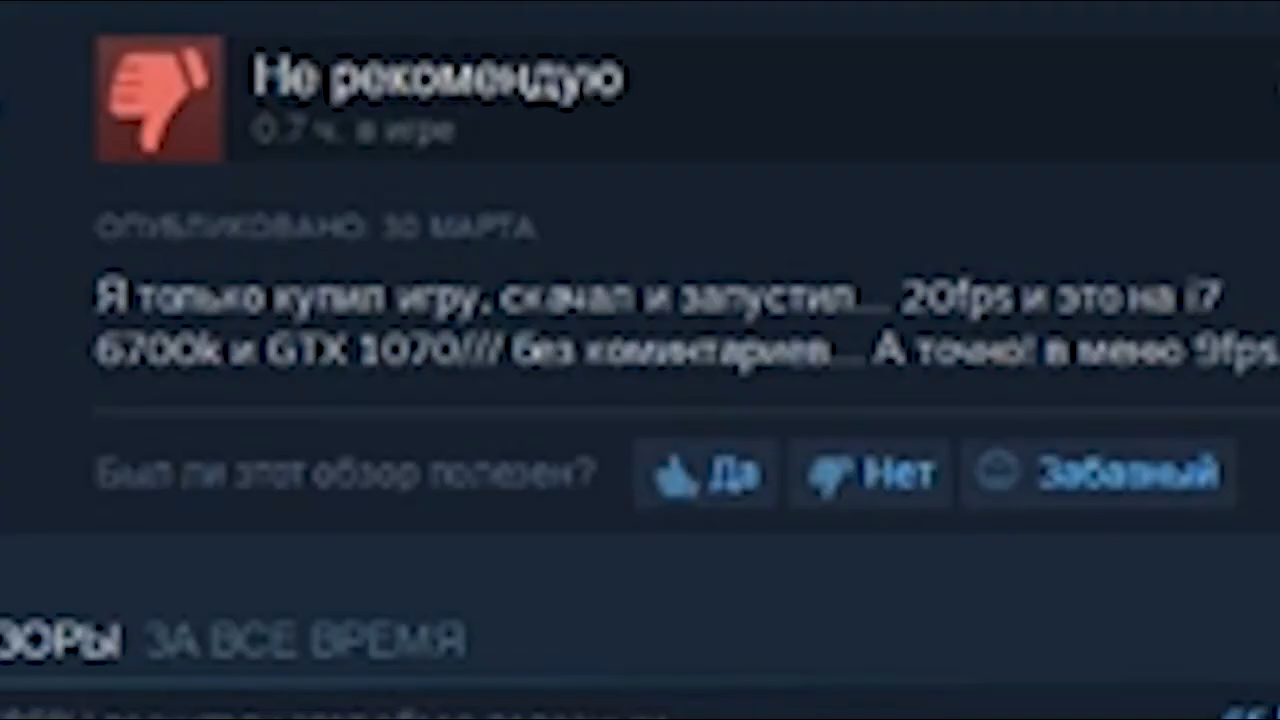 Не рекомендую
0.7 ч. в игре
ОПУБЛИКОВАНО: 30 МАРТА
Я только купил игру, скачал и запустил... 20fps и это на i7
6700k и GTX 1070/// без коминтариев... А точно! в меню 9fps
Был ли этот обзор полезен? Да Нет Забавный
ЗОРЫ ЗА ВСЕ ВРЕМЯ